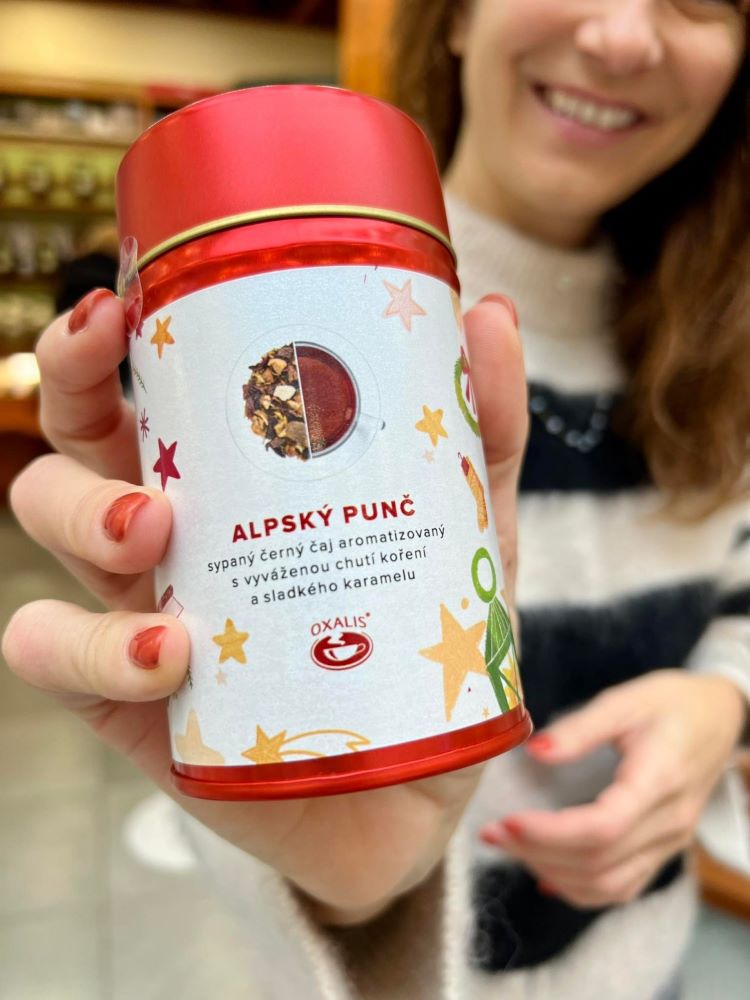 ALPSKÝ PUNČ
sypaný černý čaj aromatizovaný
s vyváženou chutí koření
a sladkého karamelu
OXALIS®